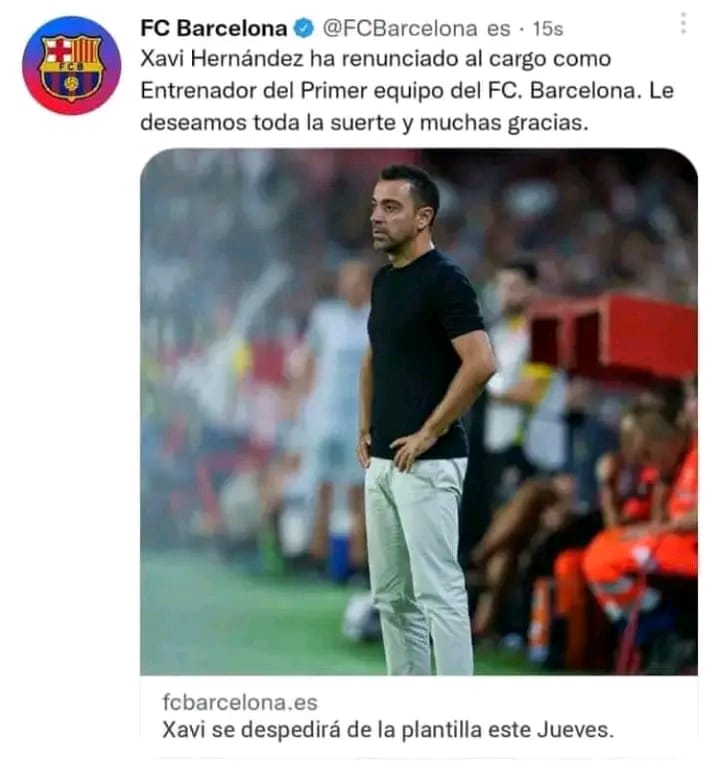 FC Barcelona @FCBarcelona es · 15s
Xavi Hernández ha renunciado al cargo como
Entrenador del Primer equipo del FC. Barcelona. Le
deseamos toda la suerte y muchas gracias.
FCB
fcbarcelona.es
Xavi se despedirá de la plantilla este Jueves.